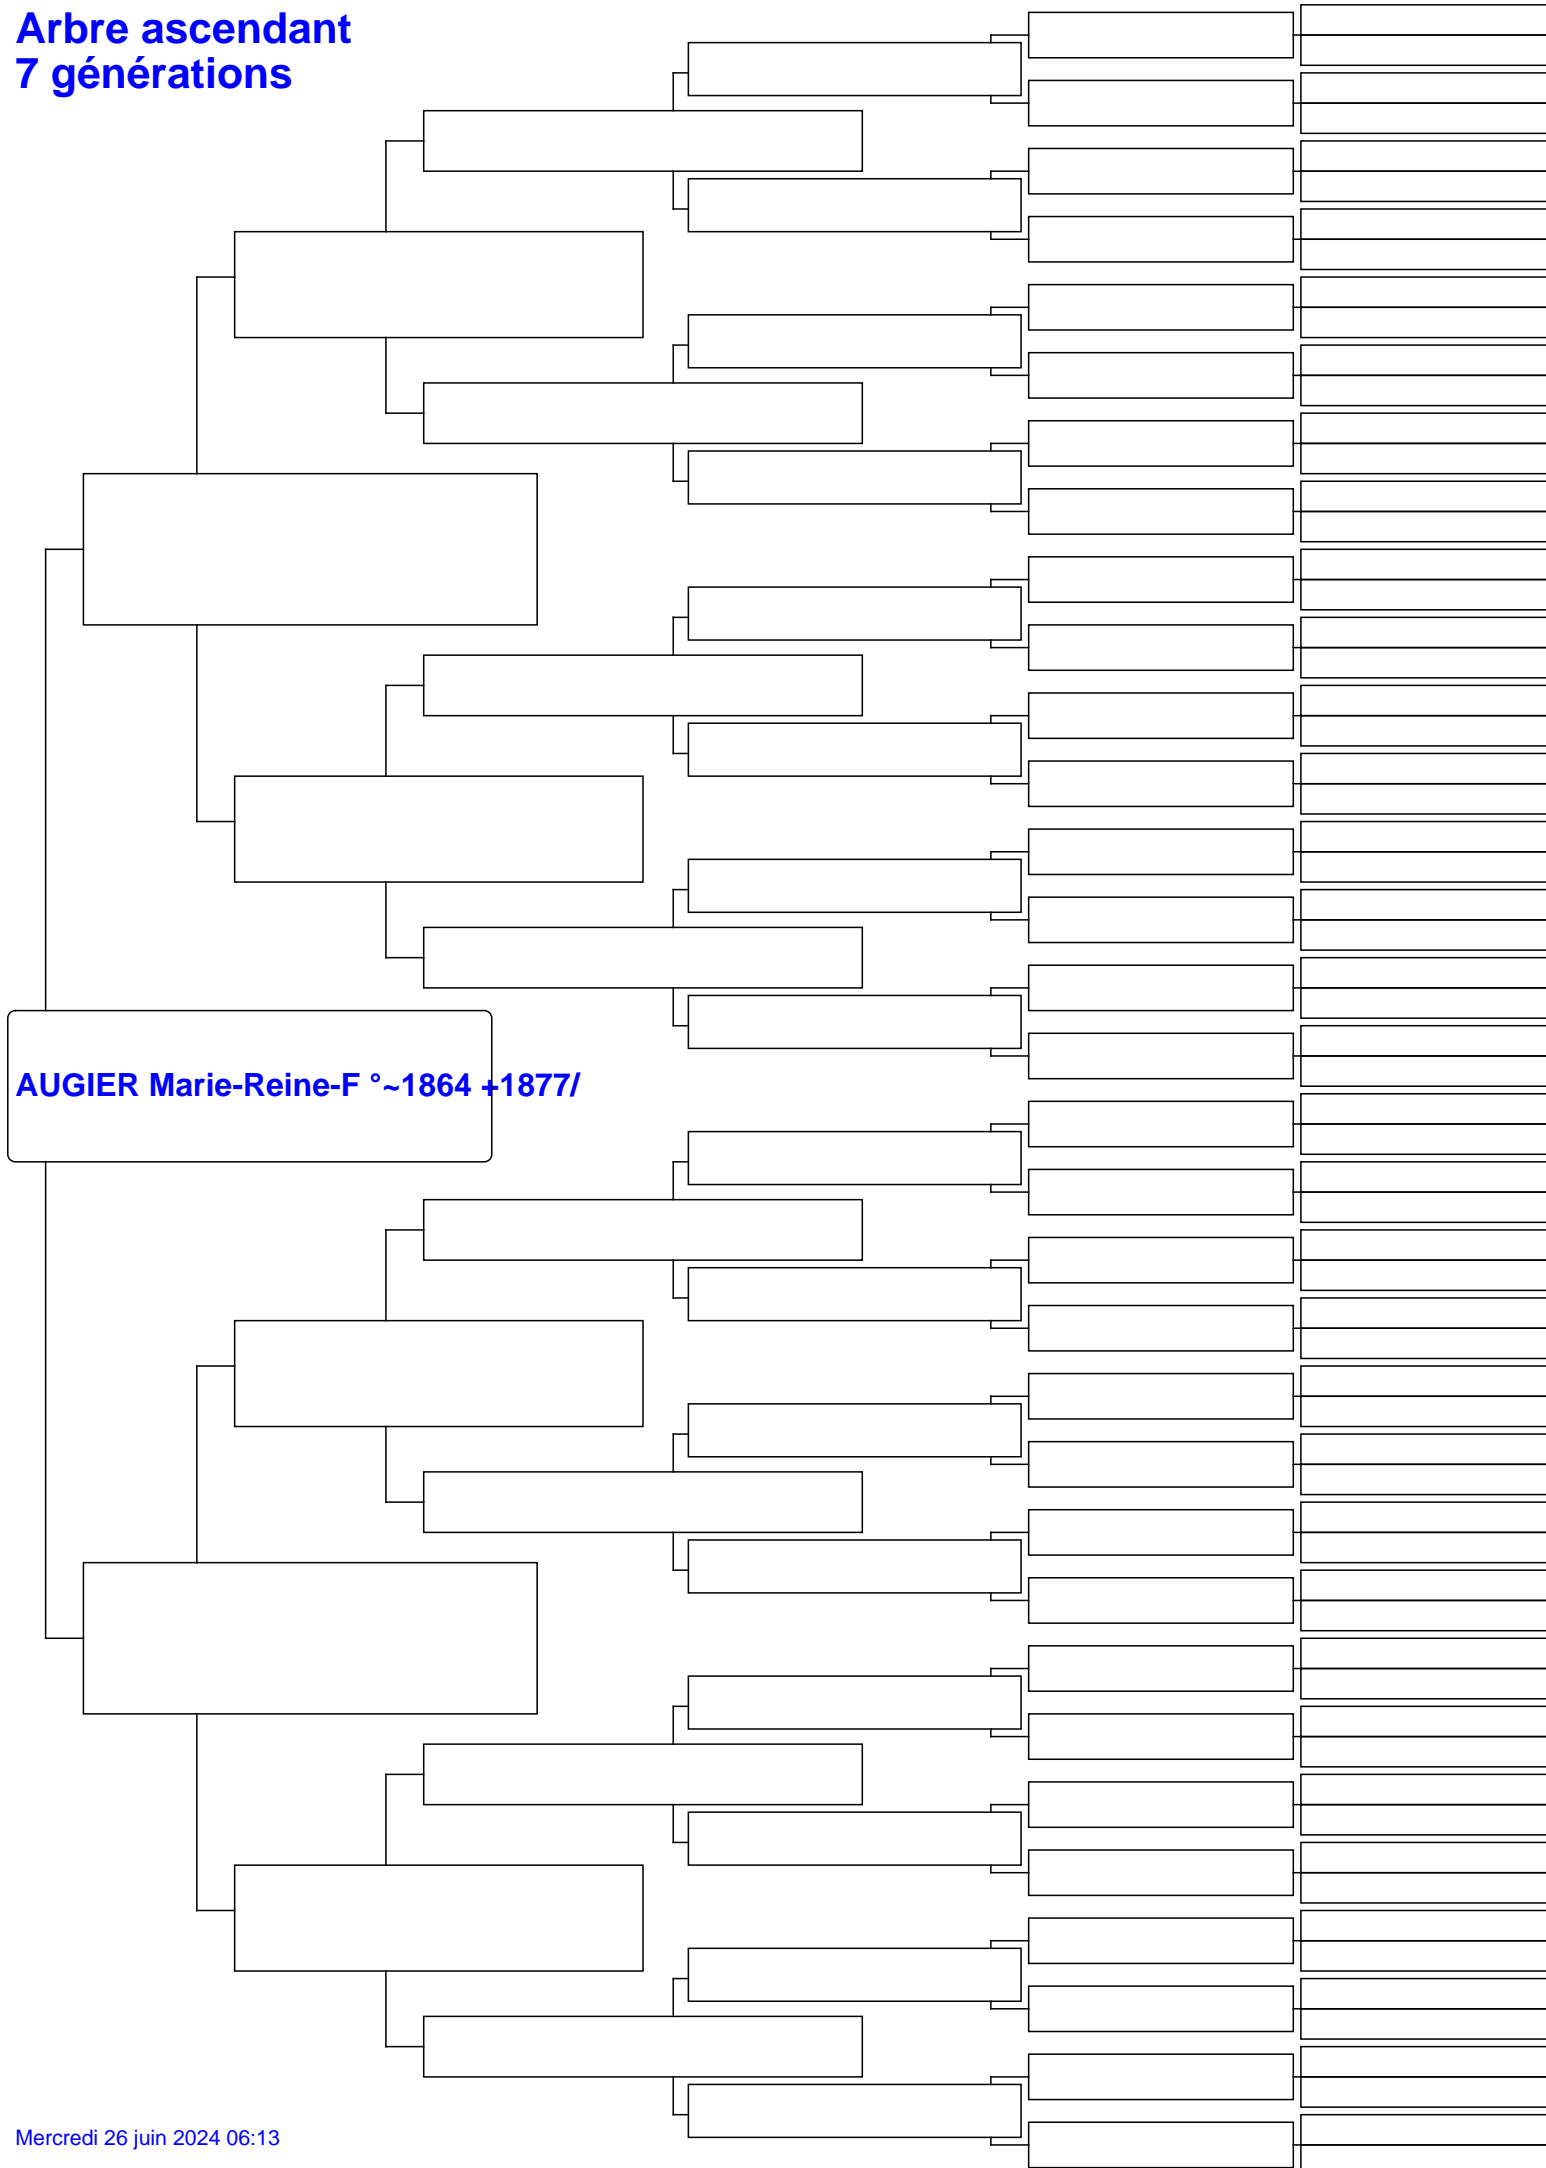 Arbre ascendant
7 générations
AUGIER Marie-Reine-F °~1864 +1877/
Mercredi 26 juin 2024 06:13